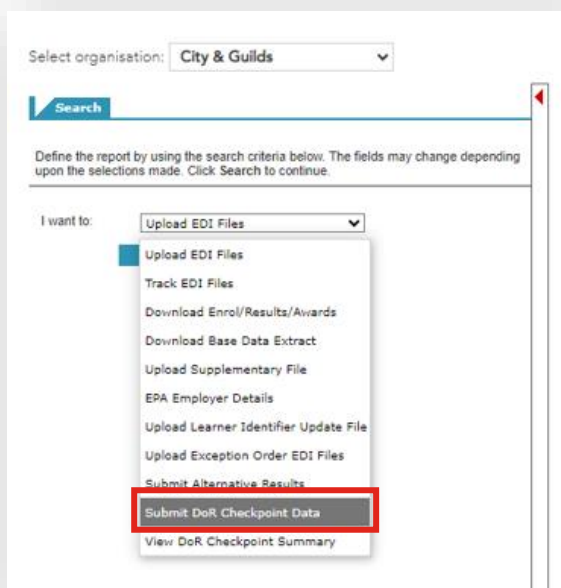 Select organisation: City & Guilds
Search
Define the report by using the search criteria below. The fields may change depending
upon the selections made. Click Search to continue.
I want to: Upload EDI Files
Upload EDI Files
Track EDI Files
Download Enrol/Results/Awards
Download Base Data Extract
Upload Supplementary File
EPA Employer Details
Upload Learner Identifier Update File
Upload Exception Order EDI Files
Submit Alternative Results
Submit DoR Checkpoint Data
View DoR Checkpoint Summary